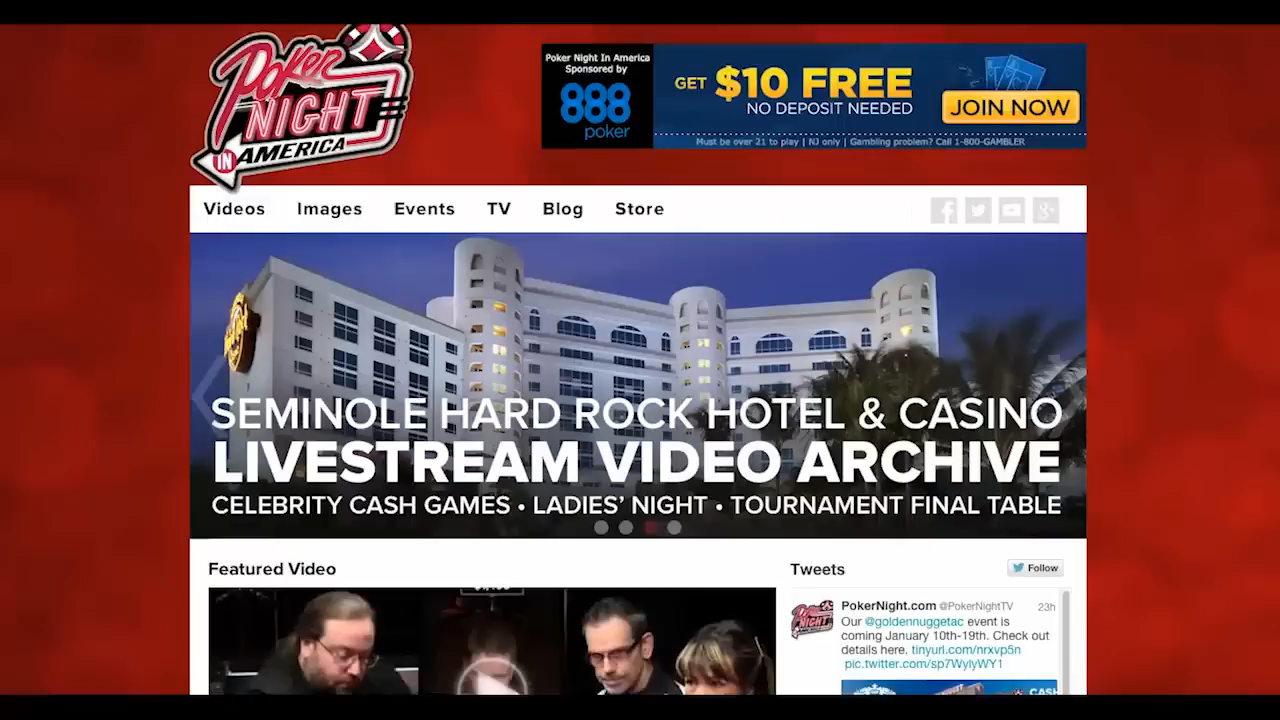 Poker
NIGHT
IN AMERICA
Poker Night In America
Sponsored by
888
poker
GET $10 FREE
NO DEPOSIT NEEDED
JOIN NOW
Must be over 21 to play | NJ only | Gambling problem? Call 1-800-GAMBLER
Videos Images Events TV Blog Store
SEMINOLE HARD ROCK HOTEL & CASINO
LIVESTREAM VIDEO ARCHIVE
CELEBRITY CASH GAMES • LADIES' NIGHT • TOURNAMENT FINAL TABLE
Featured Video
Tweets
Follow
PokerNight.com @PokerNightTV 23h
Our @goldennuggetac event is
coming January 10th-19th. Check out
details here. tinyurl.com/nrxvp5n
pic.twitter.com/sp7WylyWY1
CASH